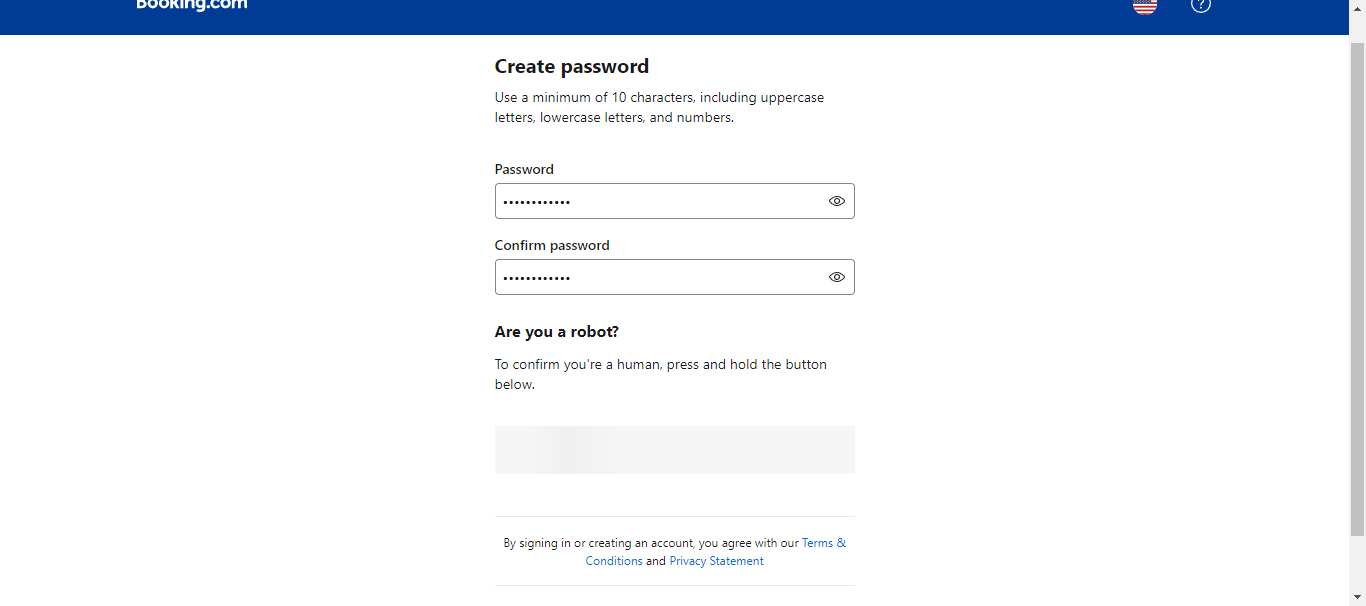 Booking.com
?
Create password
Use a minimum of 10 characters, including uppercase
letters, lowercase letters, and numbers.
Password
••••••••••••
Confirm password
••••••••••••
Are you a robot?
To confirm you're a human, press and hold the button
below.
By signing in or creating an account, you agree with our Terms &
Conditions and Privacy Statement